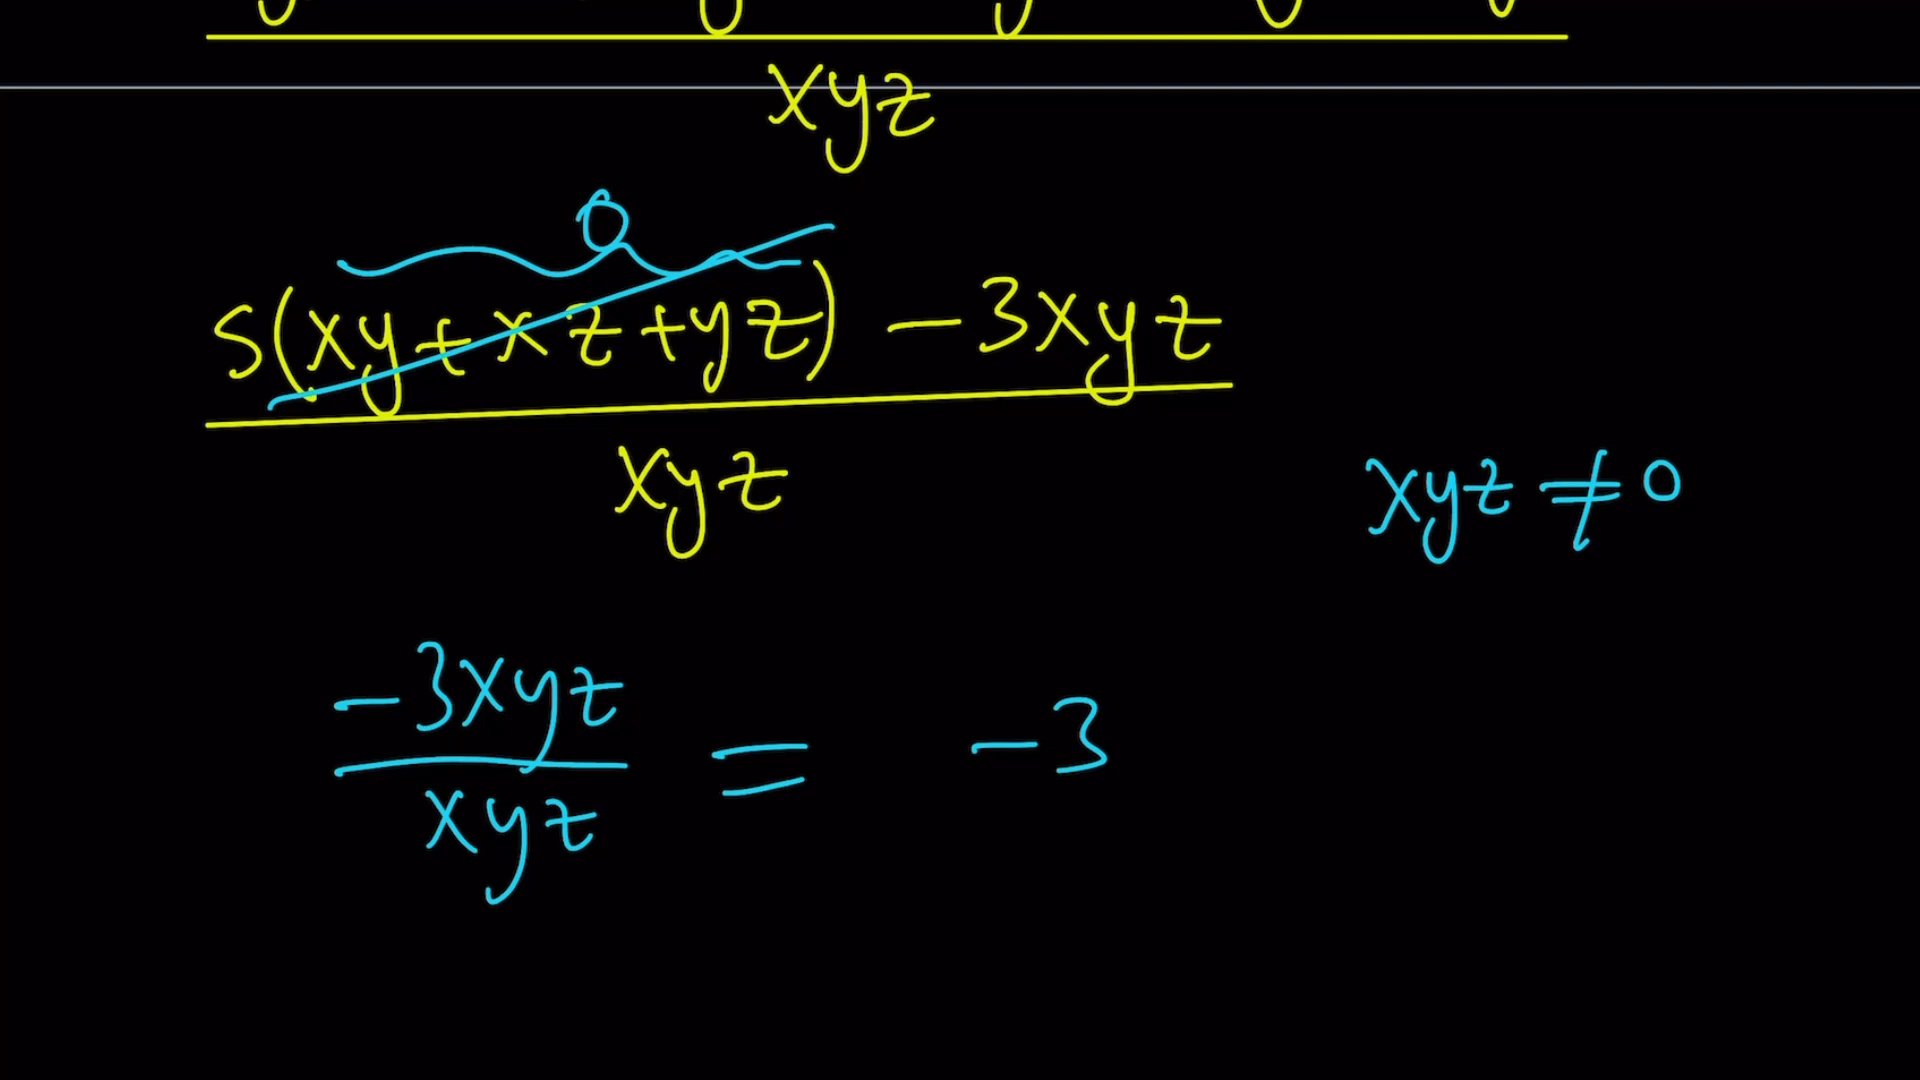 xyz
0
S(xy+xz+yz) -3xyz
xyz
xyz ≠ 0
-3xyz
= -3
xyz